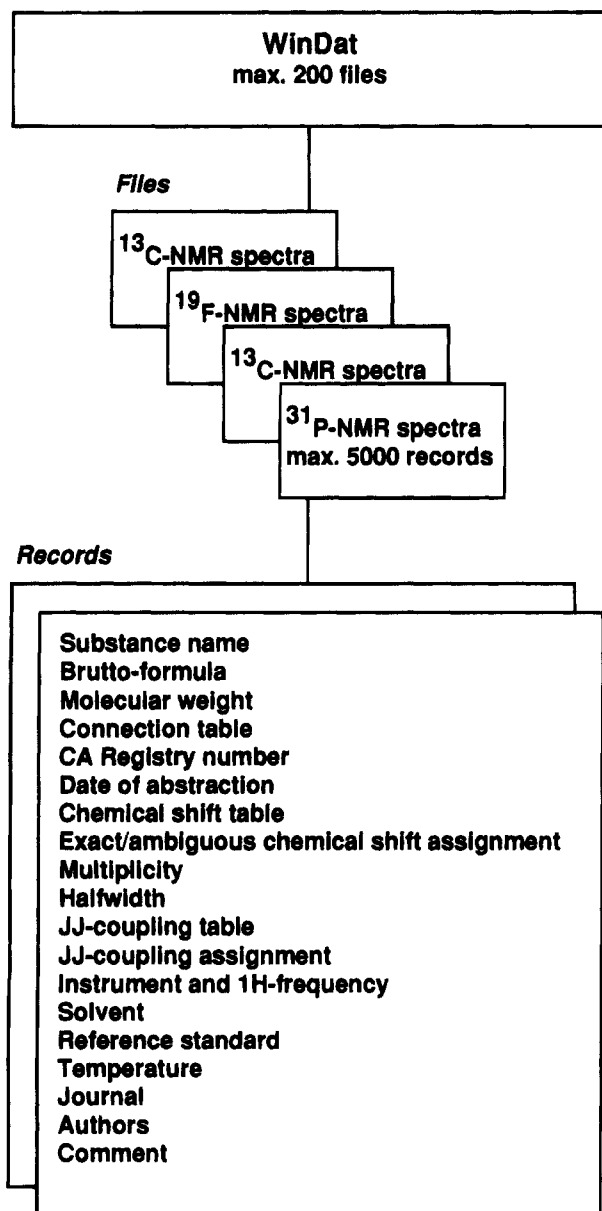 WinDat
max. 200 files
Files
13C-NMR spectra
19F-NMR spectra
13C-NMR spectra
31P-NMR spectra
max. 5000 records
Records
Substance name
Brutto-formula
Molecular weight
Connection table
CA Registry number
Date of abstraction
Chemical shift table
Exact/ambiguous chemical shift assignment
Multiplicity
Halfwidth
JJ-coupling table
JJ-coupling assignment
Instrument and 1H-frequency
Solvent
Reference standard
Temperature
Journal
Authors
Comment